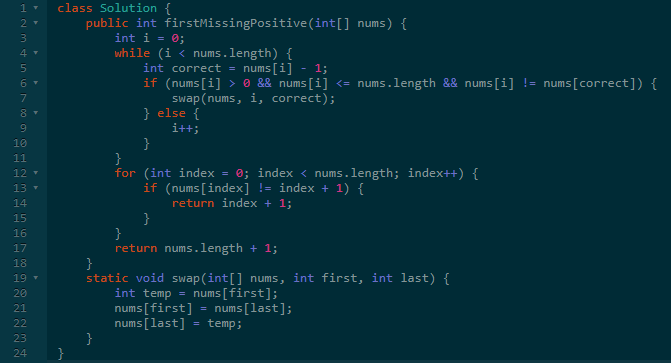 1 class Solution {
2     public int firstMissingPositive(int[] nums) {
3         int i = 0;
4         while (i < nums.length) {
5             int correct = nums[i] - 1;
6             if (nums[i] > 0 && nums[i] <= nums.length && nums[i] != nums[correct]) {
7                 swap(nums, i, correct);
8             } else {
9                 i++;
10             }
11         }
12         for (int index = 0; index < nums.length; index++) {
13             if (nums[index] != index + 1) {
14                 return index + 1;
15             }
16         }
17         return nums.length + 1;
18     }
19     static void swap(int[] nums, int first, int last) {
20         int temp = nums[first];
21         nums[first] = nums[last];
22         nums[last] = temp;
23     }
24 }